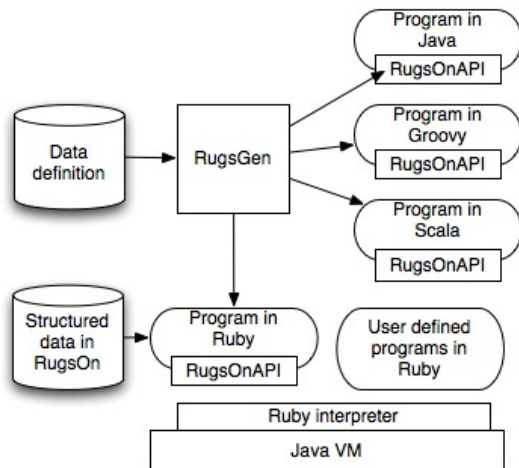 Program in
Java
RugsOnAPI
Data
definition
RugsGen
Program in
Groovy
RugsOnAPI
Program in
Scala
RugsOnAPI
Structured
data in
RugsOn
Program in
Ruby
RugsOnAPI
User defined
programs in
Ruby
Ruby interpreter
Java VM